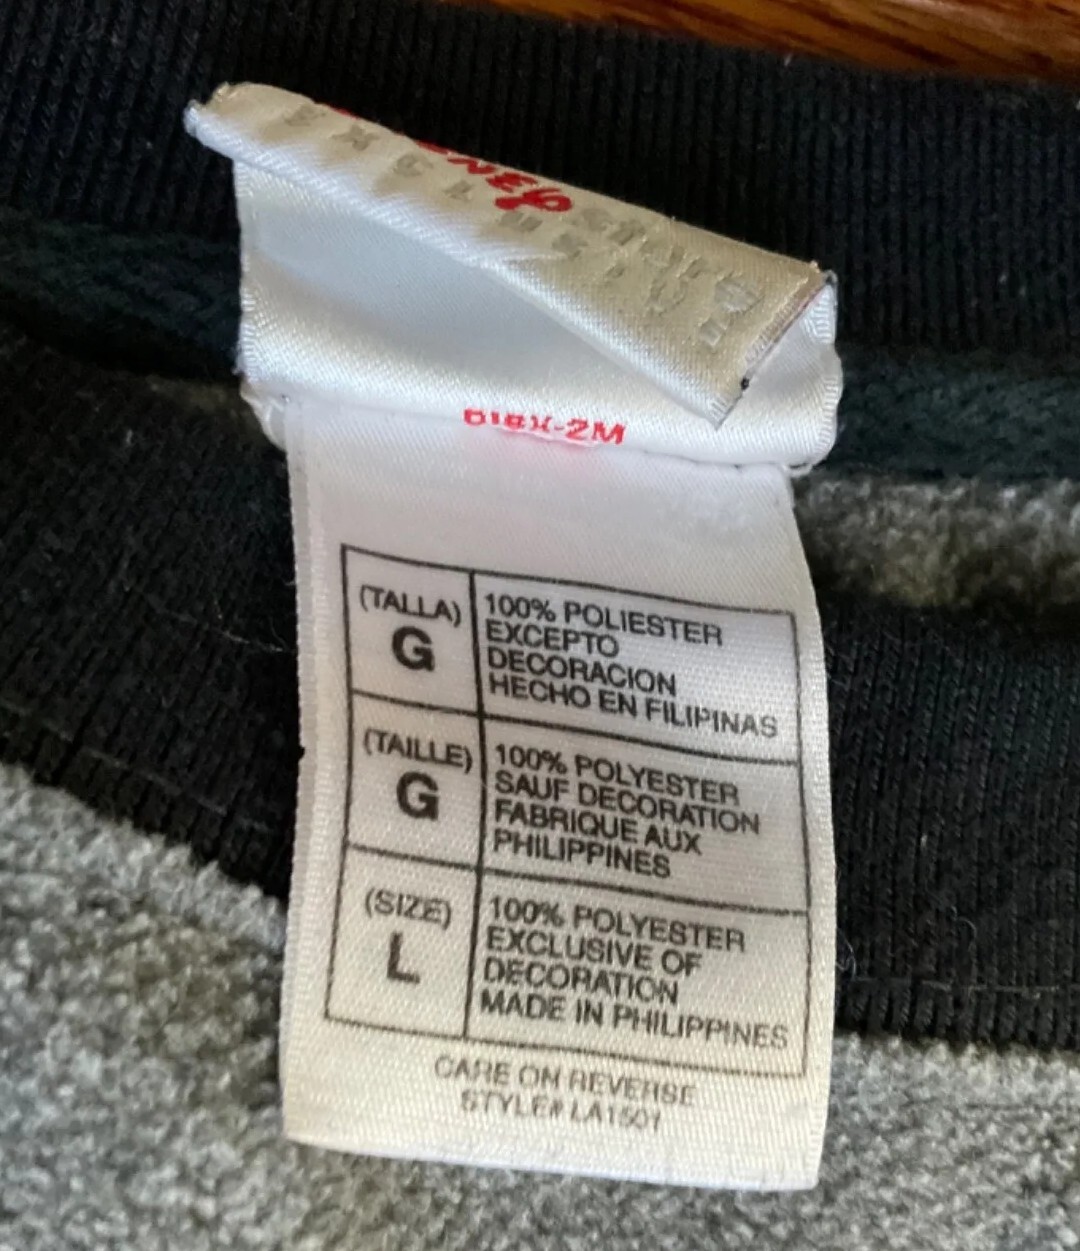 (TALLA)
G
100% POLIESTER
EXCEPTO
DECORACION
HECHO EN FILIPINAS
(TAILLE)
G
100% POLYESTER
SAUF DECORATION
FABRIQUE AUX
PHILIPPINES
(SIZE)
L
100% POLYESTER
EXCLUSIVE OF
DECORATION
MADE IN PHILIPPINES
CARE ON REVERSE
STYLE# LA1501